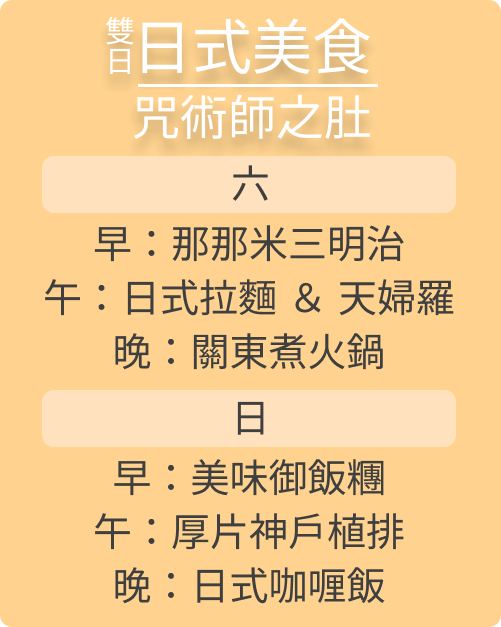 雙日日式美食
咒術師之肚
六
早：那那米三明治
午：日式拉麵 & 天婦羅
晚：關東煮火鍋
日
早：美味御飯糰
午：厚片神戶植排
晚：日式咖喱飯